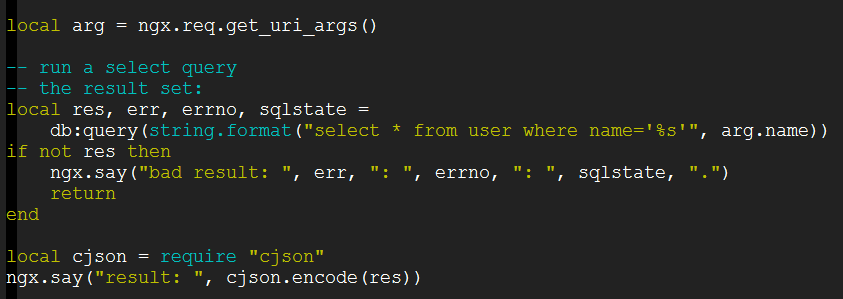 local arg = ngx.req.get_uri_args()
-- run a select query
-- the result set:
local res, err, errno, sqlstate =
    db:query(string.format("select * from user where name='%s'", arg.name))
if not res then
    ngx.say("bad result: ", err, ": ", errno, ": ", sqlstate, ".")
    return
end
local cjson = require "cjson"
ngx.say("result: ", cjson.encode(res))